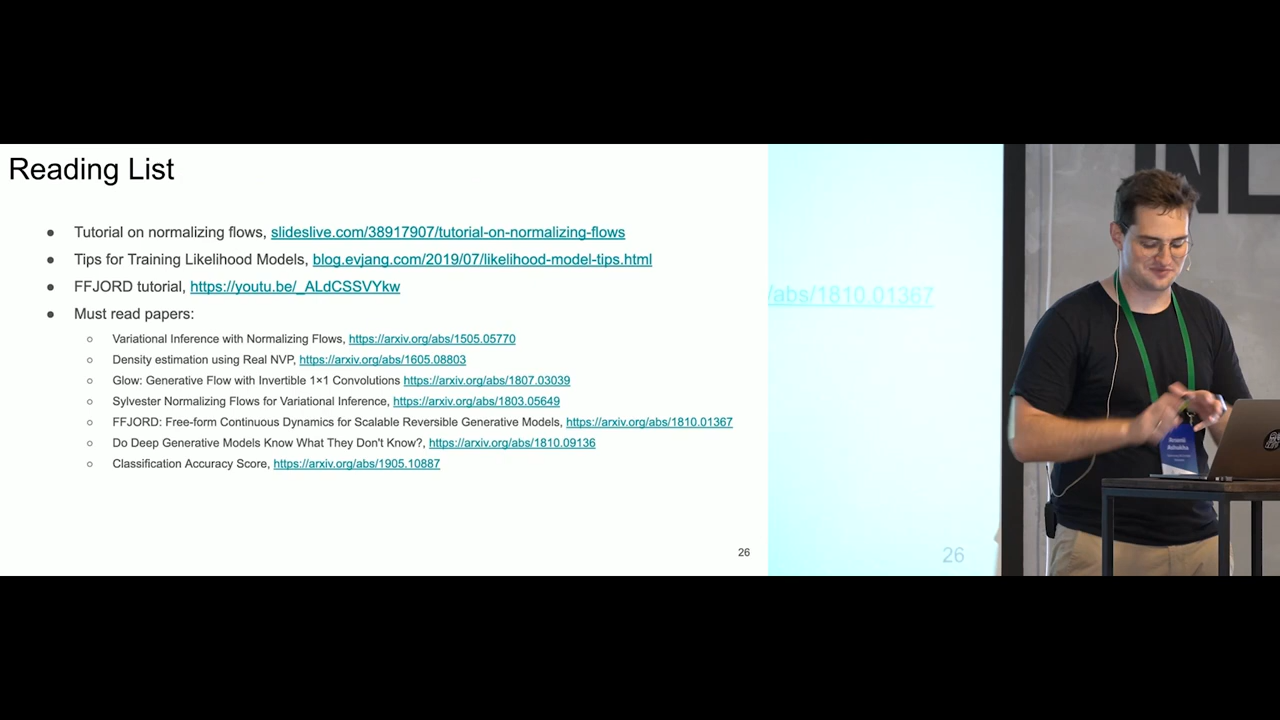 Reading List
● Tutorial on normalizing flows, slideslive.com/38917907/tutorial-on-normalizing-flows
● Tips for Training Likelihood Models, blog.evjang.com/2019/07/likelihood-model-tips.html
● FFJORD tutorial, https://youtu.be/_ALdCSSVYkw
● Must read papers:
○ Variational Inference with Normalizing Flows, https://arxiv.org/abs/1505.05770
○ Density estimation using Real NVP, https://arxiv.org/abs/1605.08803
○ Glow: Generative Flow with Invertible 1×1 Convolutions https://arxiv.org/abs/1807.03039
○ Sylvester Normalizing Flows for Variational Inference, https://arxiv.org/abs/1803.05649
○ FFJORD: Free-form Continuous Dynamics for Scalable Reversible Generative Models, https://arxiv.org/abs/1810.01367
○ Do Deep Generative Models Know What They Don't Know?, https://arxiv.org/abs/1810.09136
○ Classification Accuracy Score, https://arxiv.org/abs/1905.10887
26
/abs/1810.01367
26